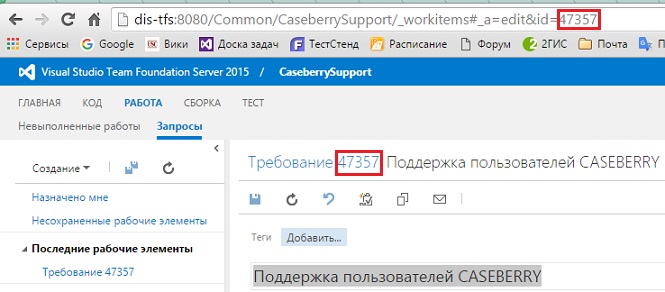 dis-tfs:8080/Common/CaseberrySupport/_workitems#_a=edit&id=47357
Сервисы Google Вики Доска задач ТестСтенд Расписание Перевод 2ГИС Почта
Visual Studio Team Foundation Server 2015 / CaseberrySupport
ГЛАВНАЯ КОД РАБОТА СБОРКА ТЕСТ
Невыполненные работы Запросы
Создание
Требование 47357: Поддержка пользователей CASEBERRY
Назначено мне
Несохраненные рабочие элементы
Теги Добавить...
Последние рабочие элементы
Требование 47357
Поддержка пользователей CASEBERRY